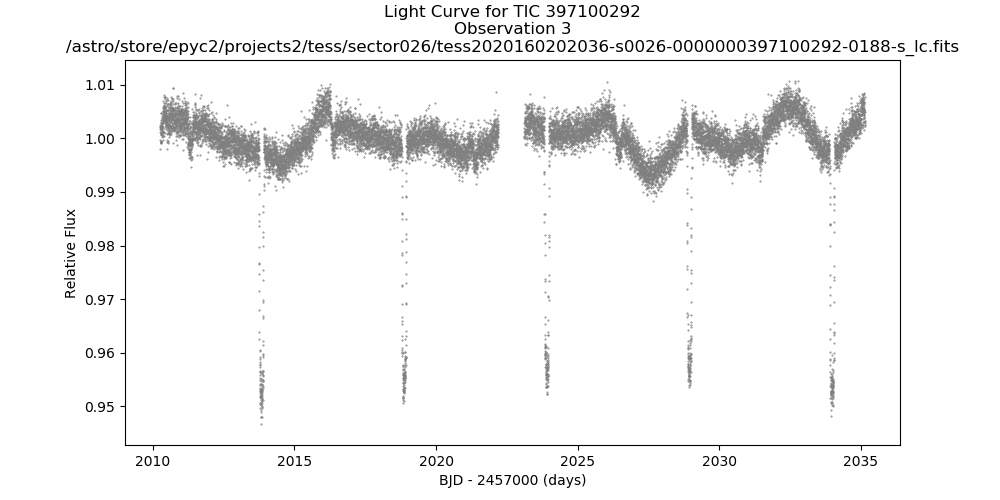 Light Curve for TIC 397100292
Observation 3
/astro/store/epyc2/projects2/tess/sector026/tess2020160202036-s0026-0000000397100292-0188-s_lc.fits
1.01
1.00
0.99
0.98
0.97
0.96
0.95
Relative Flux
2010 2015 2020 2025 2030 2035
BJD - 2457000 (days)